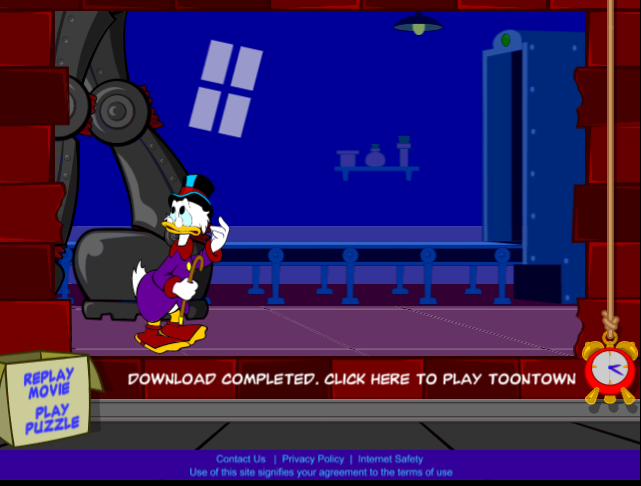 DOWNLOAD COMPLETED. CLICK HERE TO PLAY TOONTOWN
REPLAY
MOVIE
PLAY
PUZZLE
Contact Us | Privacy Policy | Internet Safety
Use of this site signifies your agreement to the terms of use